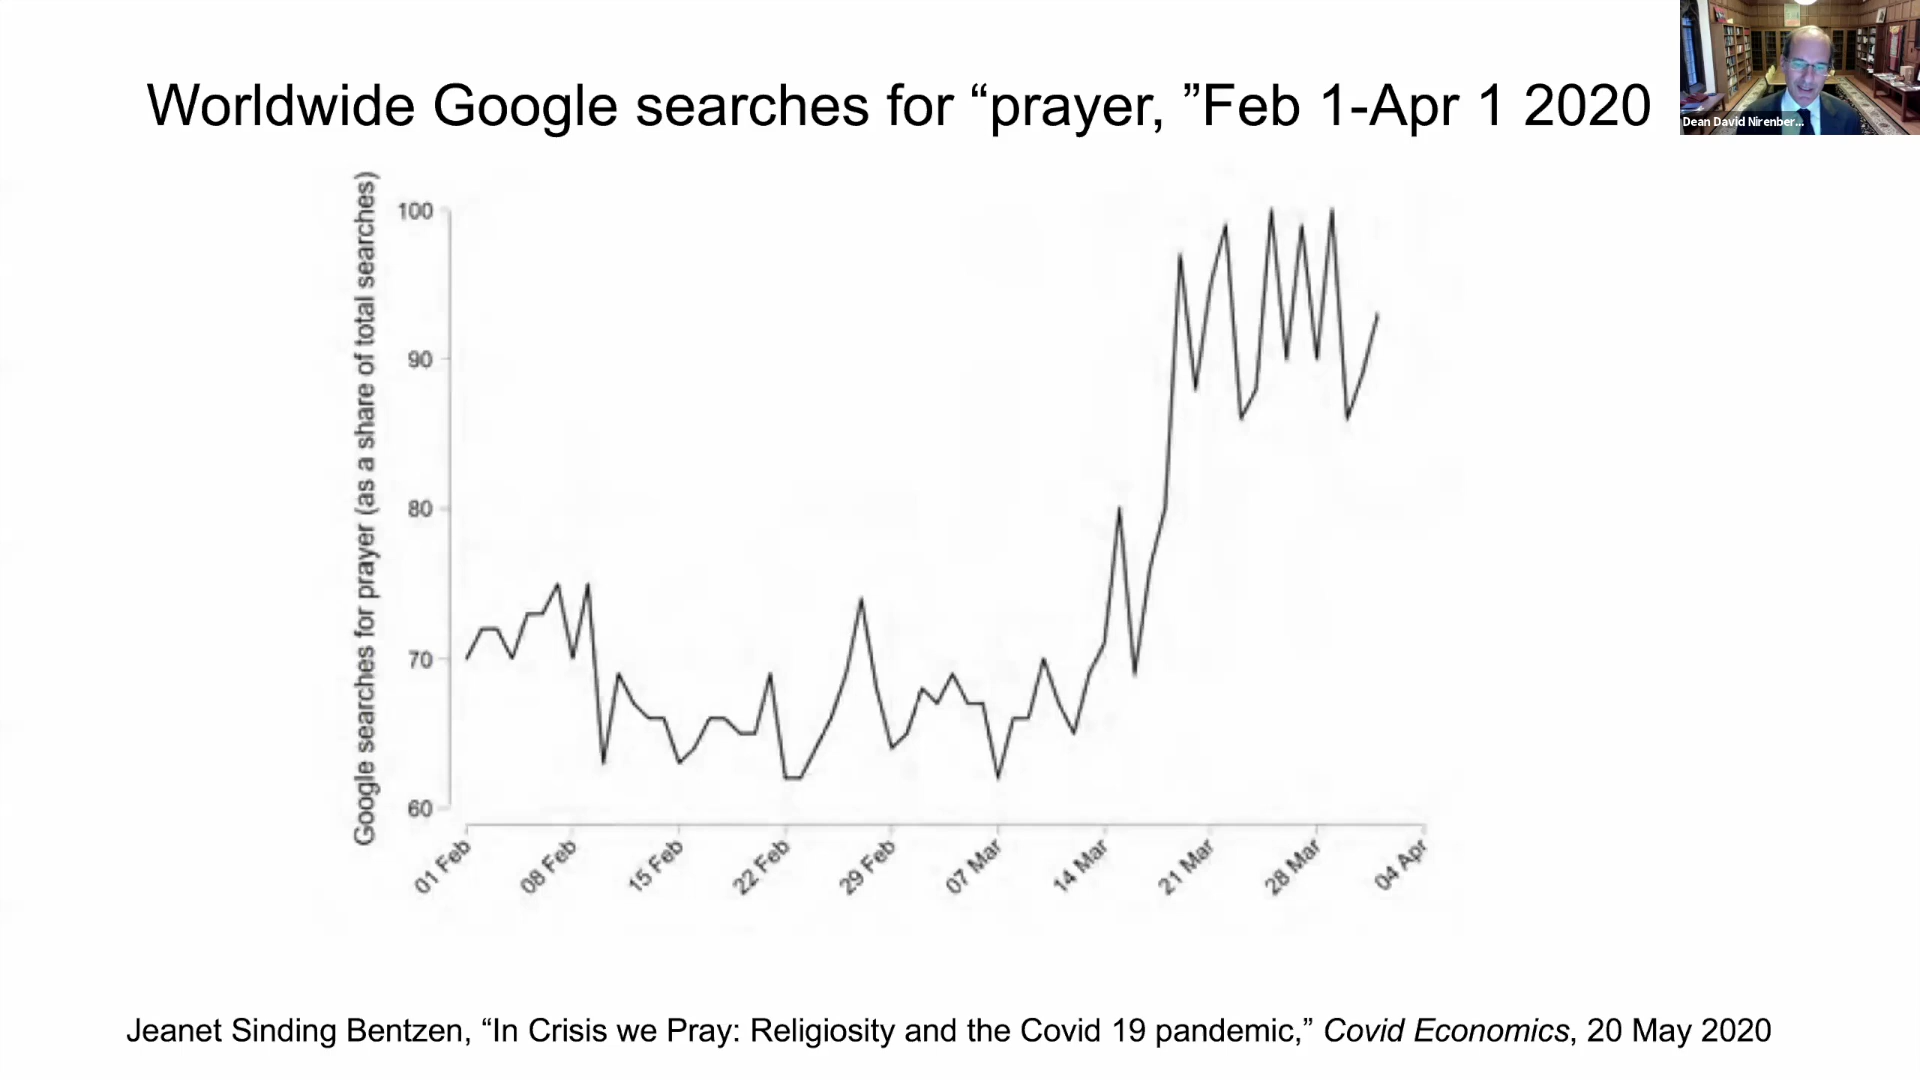 Worldwide Google searches for “prayer, ”Feb 1-Apr 1 2020
Dean David Nirenber...
Google searches for prayer (as a share of total searches)
100
90
80
70
60
01 Feb
08 Feb
15 Feb
22 Feb
29 Feb
07 Mar
14 Mar
21 Mar
28 Mar
04 Apr
Jeanet Sinding Bentzen, “In Crisis we Pray: Religiosity and the Covid 19 pandemic,” Covid Economics, 20 May 2020